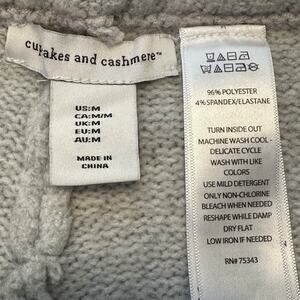 cupcakes and cashmere™
US:M
CA:M/M
UK:M
EU:M
AU:M
MADE IN
CHINA
96% POLYESTER
4% SPANDEX/ELASTANE
TURN INSIDE OUT
MACHINE WASH COOL -
DELICATE CYCLE
WASH WITH LIKE
COLORS
USE MILD DETERGENT
ONLY NON-CHLORINE
BLEACH WHEN NEEDED
RESHAPE WHILE DAMP
DRY FLAT
LOW IRON IF NEEDED
RN# 75343